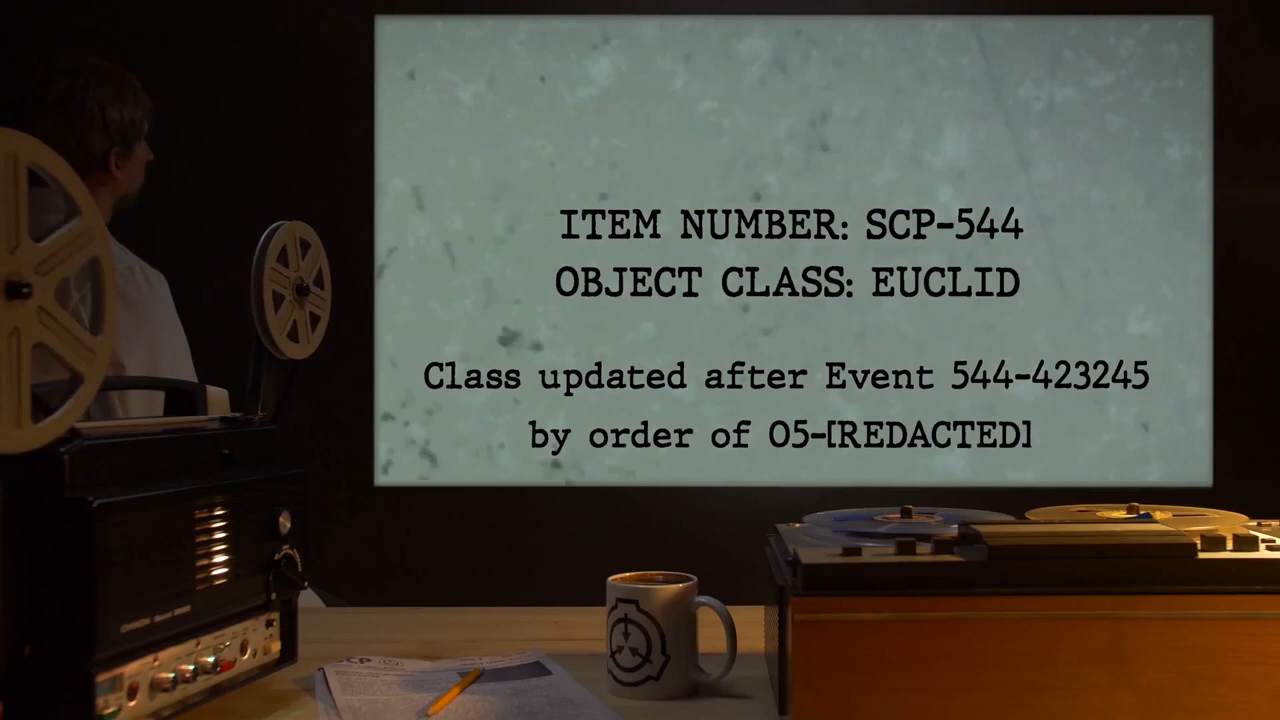 ITEM NUMBER: SCP-544
OBJECT CLASS: EUCLID
Class updated after Event 544-423245
by order of O5-[REDACTED]